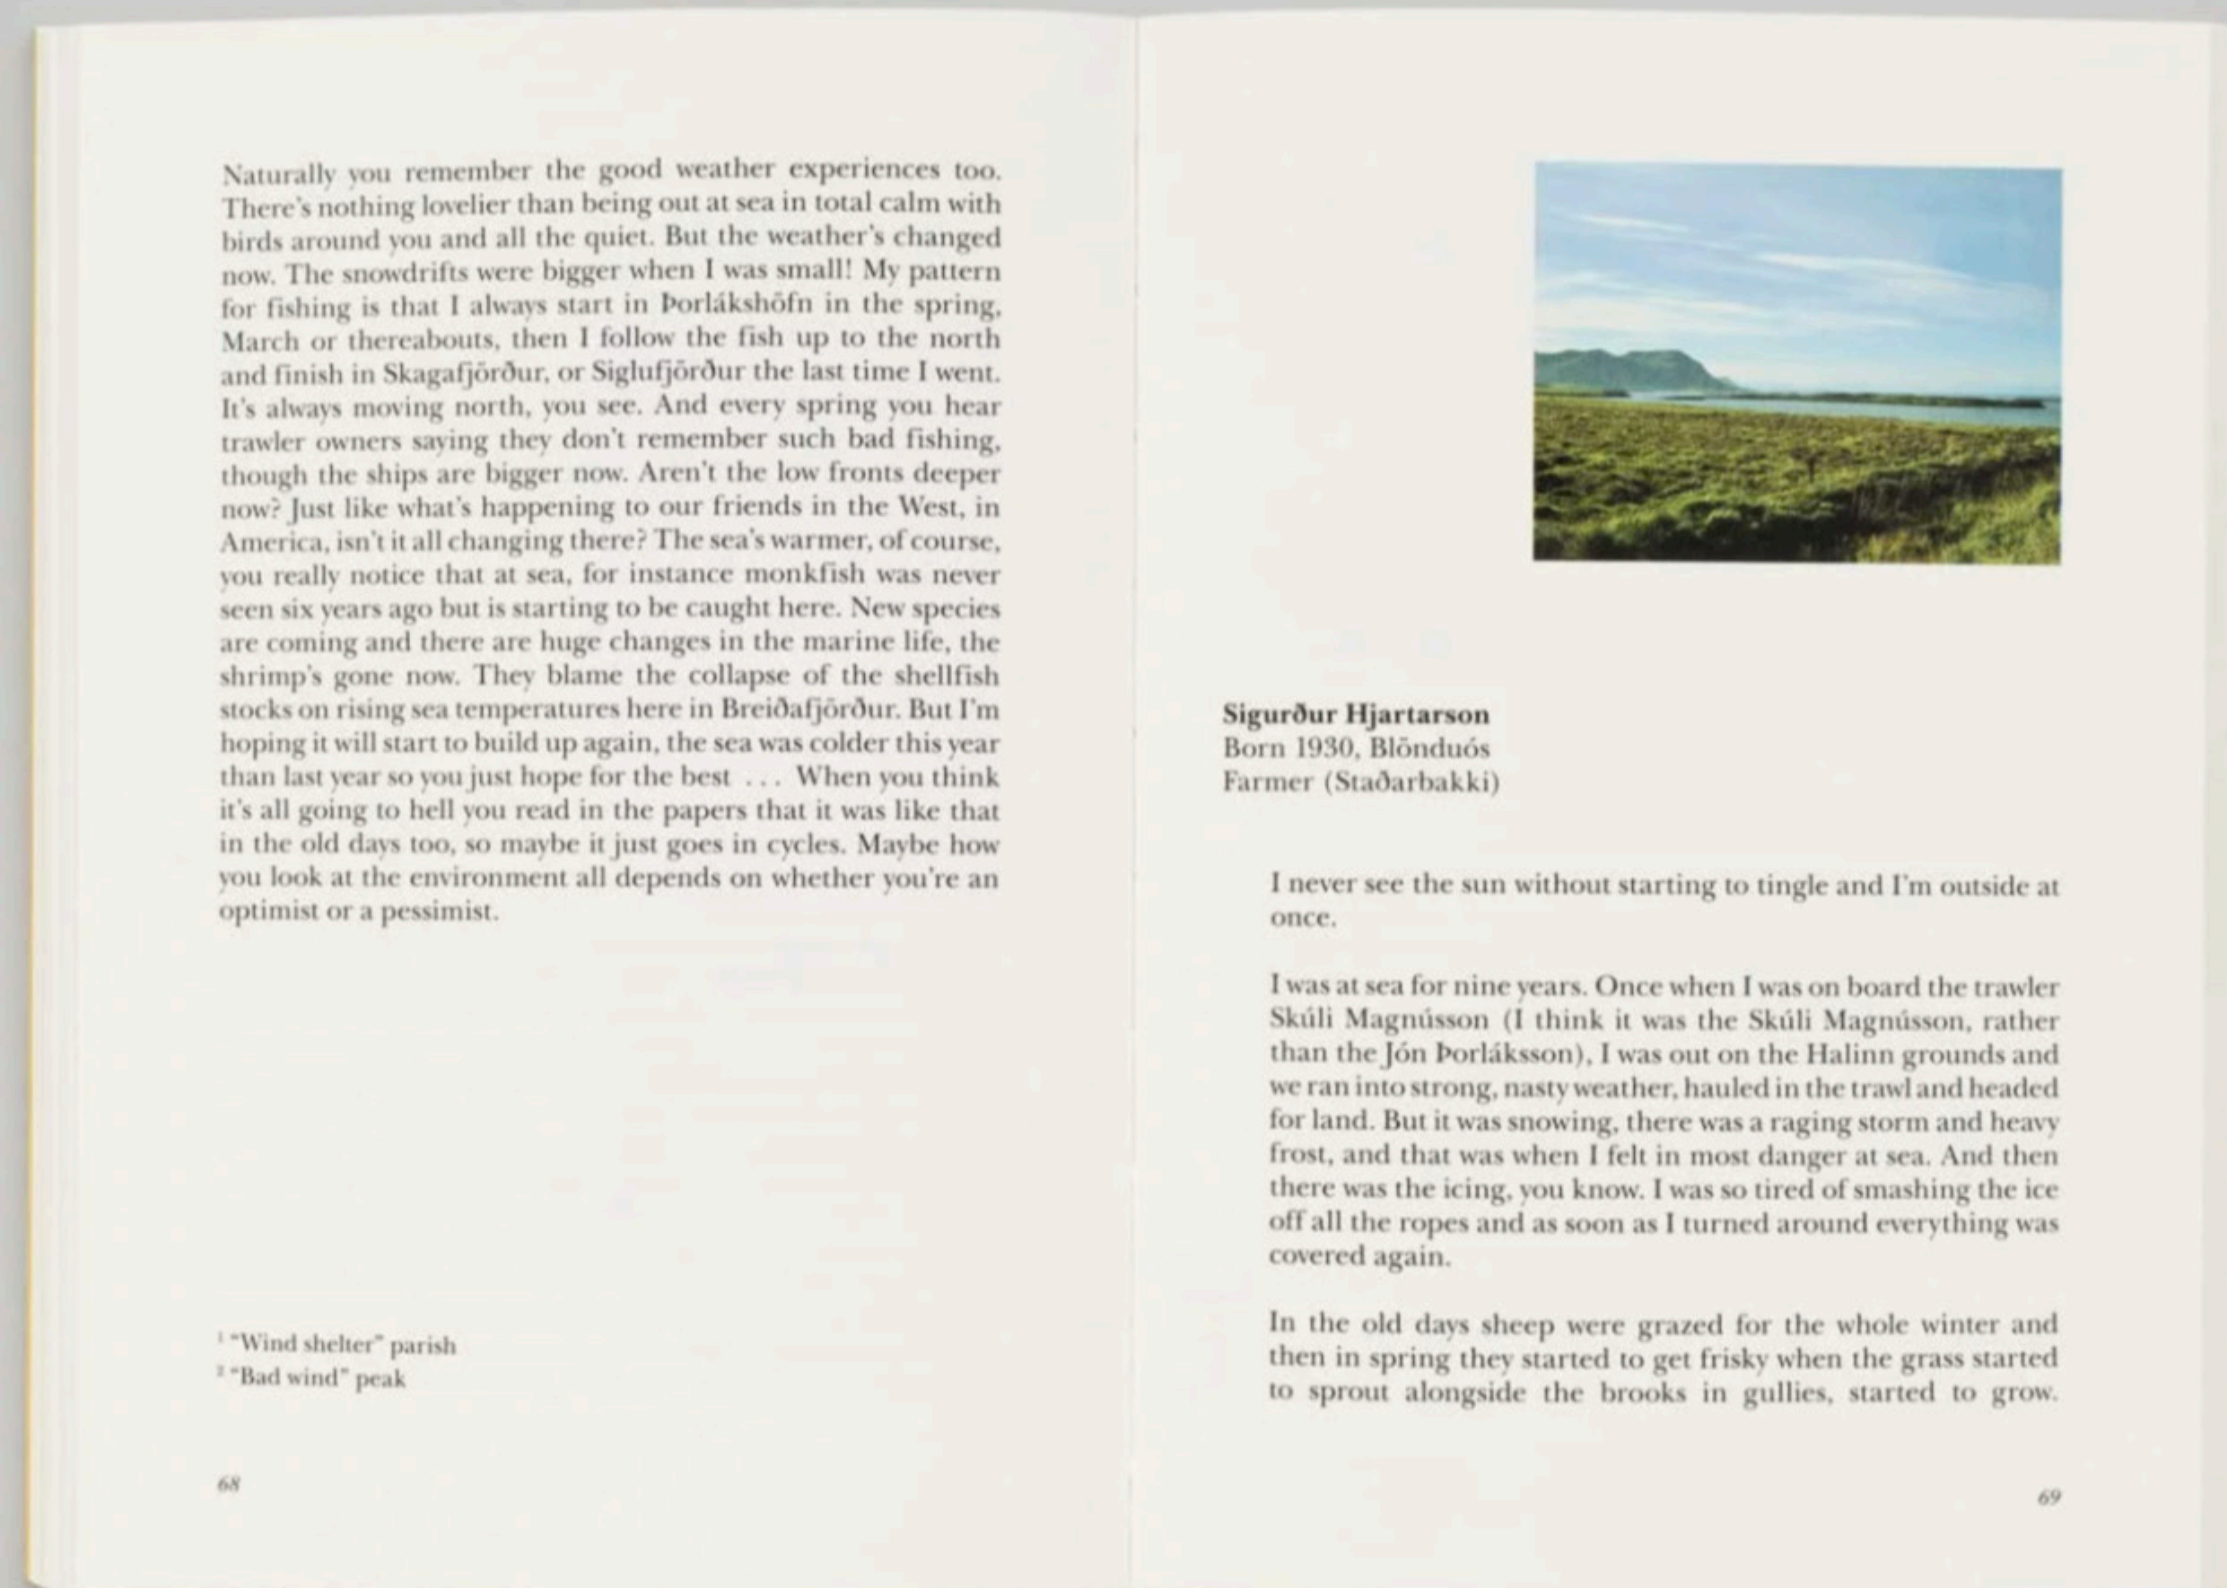 Naturally you remember the good weather experiences too.
There's nothing lovelier than being out at sea in total calm with
birds around you and all the quiet. But the weather's changed
now. The snowdrifts were bigger when I was small! My pattern
for fishing is that I always start in Þorlákshöfn in the spring,
March or thereabouts, then I follow the fish up to the north
and finish in Skagafjörður, or Siglufjörður the last time I went.
It's always moving north, you see. And every spring you hear
trawler owners saying they don't remember such bad fishing,
though the ships are bigger now. Aren't the low fronts deeper
now? Just like what's happening to our friends in the West, in
America, isn't it all changing there? The sea's warmer, of course,
you really notice that at sea, for instance monkfish was never
seen six years ago but is starting to be caught here. New species
are coming and there are huge changes in the marine life, the
shrimp's gone now. They blame the collapse of the shellfish
stocks on rising sea temperatures here in Breiðafjörður. But I'm
hoping it will start to build up again, the sea was colder this year
than last year so you just hope for the best ... When you think
it's all going to hell you read in the papers that it was like that
in the old days too, so maybe it just goes in cycles. Maybe how
you look at the environment all depends on whether you're an
optimist or a pessimist.
¹ "Wind shelter" parish
² "Bad wind" peak
68
Sigurður Hjartarson
Born 1930, Blönduós
Farmer (Staðarbakki)
I never see the sun without starting to tingle and I'm outside at
once.
I was at sea for nine years. Once when I was on board the trawler
Skúli Magnússon (I think it was the Skúli Magnússon, rather
than the Jón Þorláksson), I was out on the Halinn grounds and
we ran into strong, nasty weather, hauled in the trawl and headed
for land. But it was snowing, there was a raging storm and heavy
frost, and that was when I felt in most danger at sea. And then
there was the icing, you know. I was so tired of smashing the ice
off all the ropes and as soon as I turned around everything was
covered again.
In the old days sheep were grazed for the whole winter and
then in spring they started to get frisky when the grass started
to sprout alongside the brooks in gullies, started to grow.
69